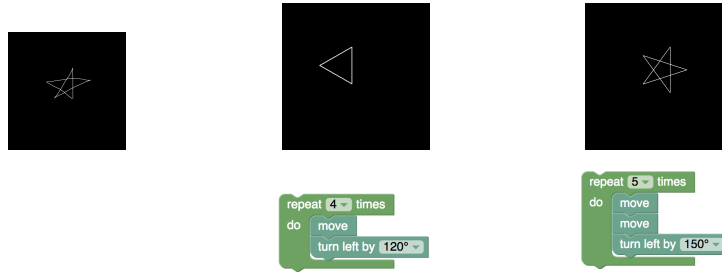 repeat 4 times
do move
turn left by 120°
repeat 5 times
do move
move
turn left by 150°